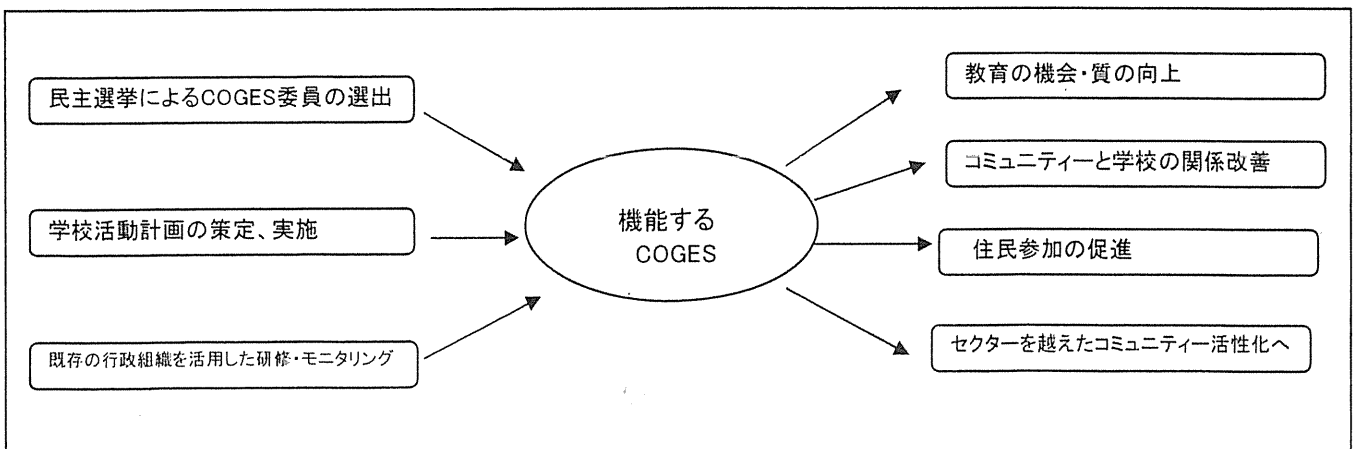 民主選挙によるCOGES委員の選出
学校活動計画の策定、実施
既存の行政組織を活用した研修・モニタリング
機能する
COGES
教育の機会・質の向上
コミュニティーと学校の関係改善
住民参加の促進
セクターを越えたコミュニティー活性化へ